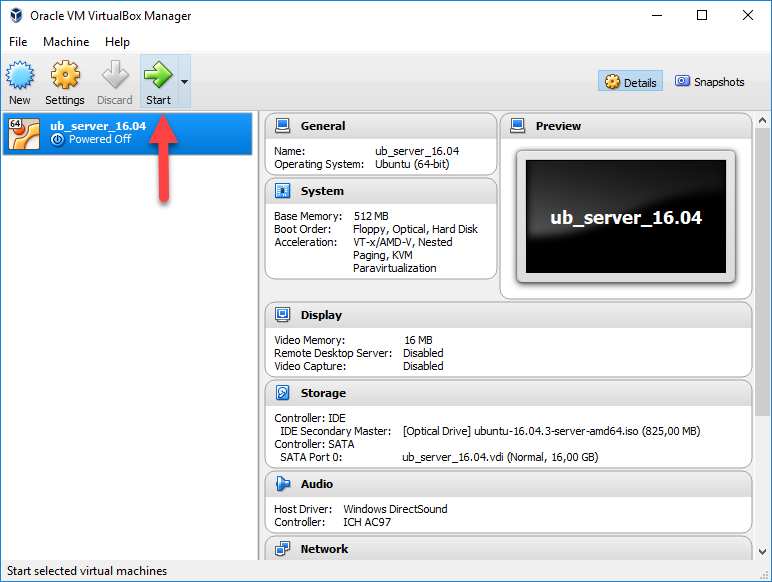 Oracle VM VirtualBox Manager
File Machine Help
New Settings Discard Start
Details Snapshots
64
ub_server_16.04
Powered Off
General
Name: ub_server_16.04
Operating System: Ubuntu (64-bit)
System
Base Memory: 512 MB
Boot Order: Floppy, Optical, Hard Disk
Acceleration: VT-x/AMD-V, Nested
Paging, KVM
Paravirtualization
Preview
ub_server_16.04
Display
Video Memory: 16 MB
Remote Desktop Server: Disabled
Video Capture: Disabled
Storage
Controller: IDE
IDE Secondary Master: [Optical Drive] ubuntu-16.04.3-server-amd64.iso (825,00 MB)
Controller: SATA
SATA Port 0: ub_server_16.04.vdi (Normal, 16,00 GB)
Audio
Host Driver: Windows DirectSound
Controller: ICH AC97
Network
Start selected virtual machines